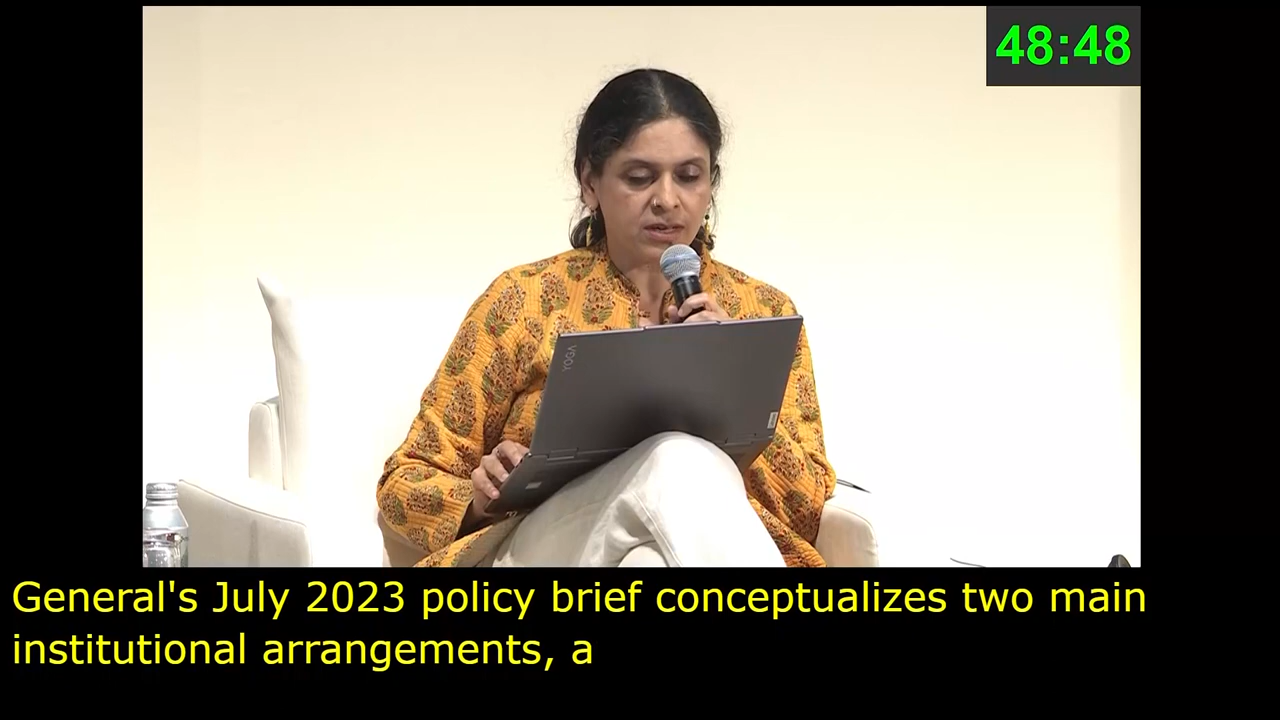 48:48
YOGA
General's July 2023 policy brief conceptualizes two main
institutional arrangements, a